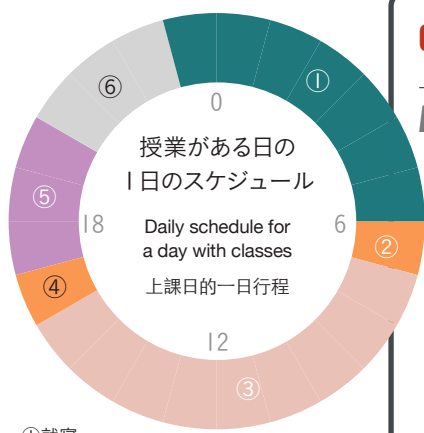 ⑥
①
0
授業がある日の
1日のスケジュール
⑤
18
6
Daily schedule for
a day with classes
②
④
上課日的一日行程
12
③